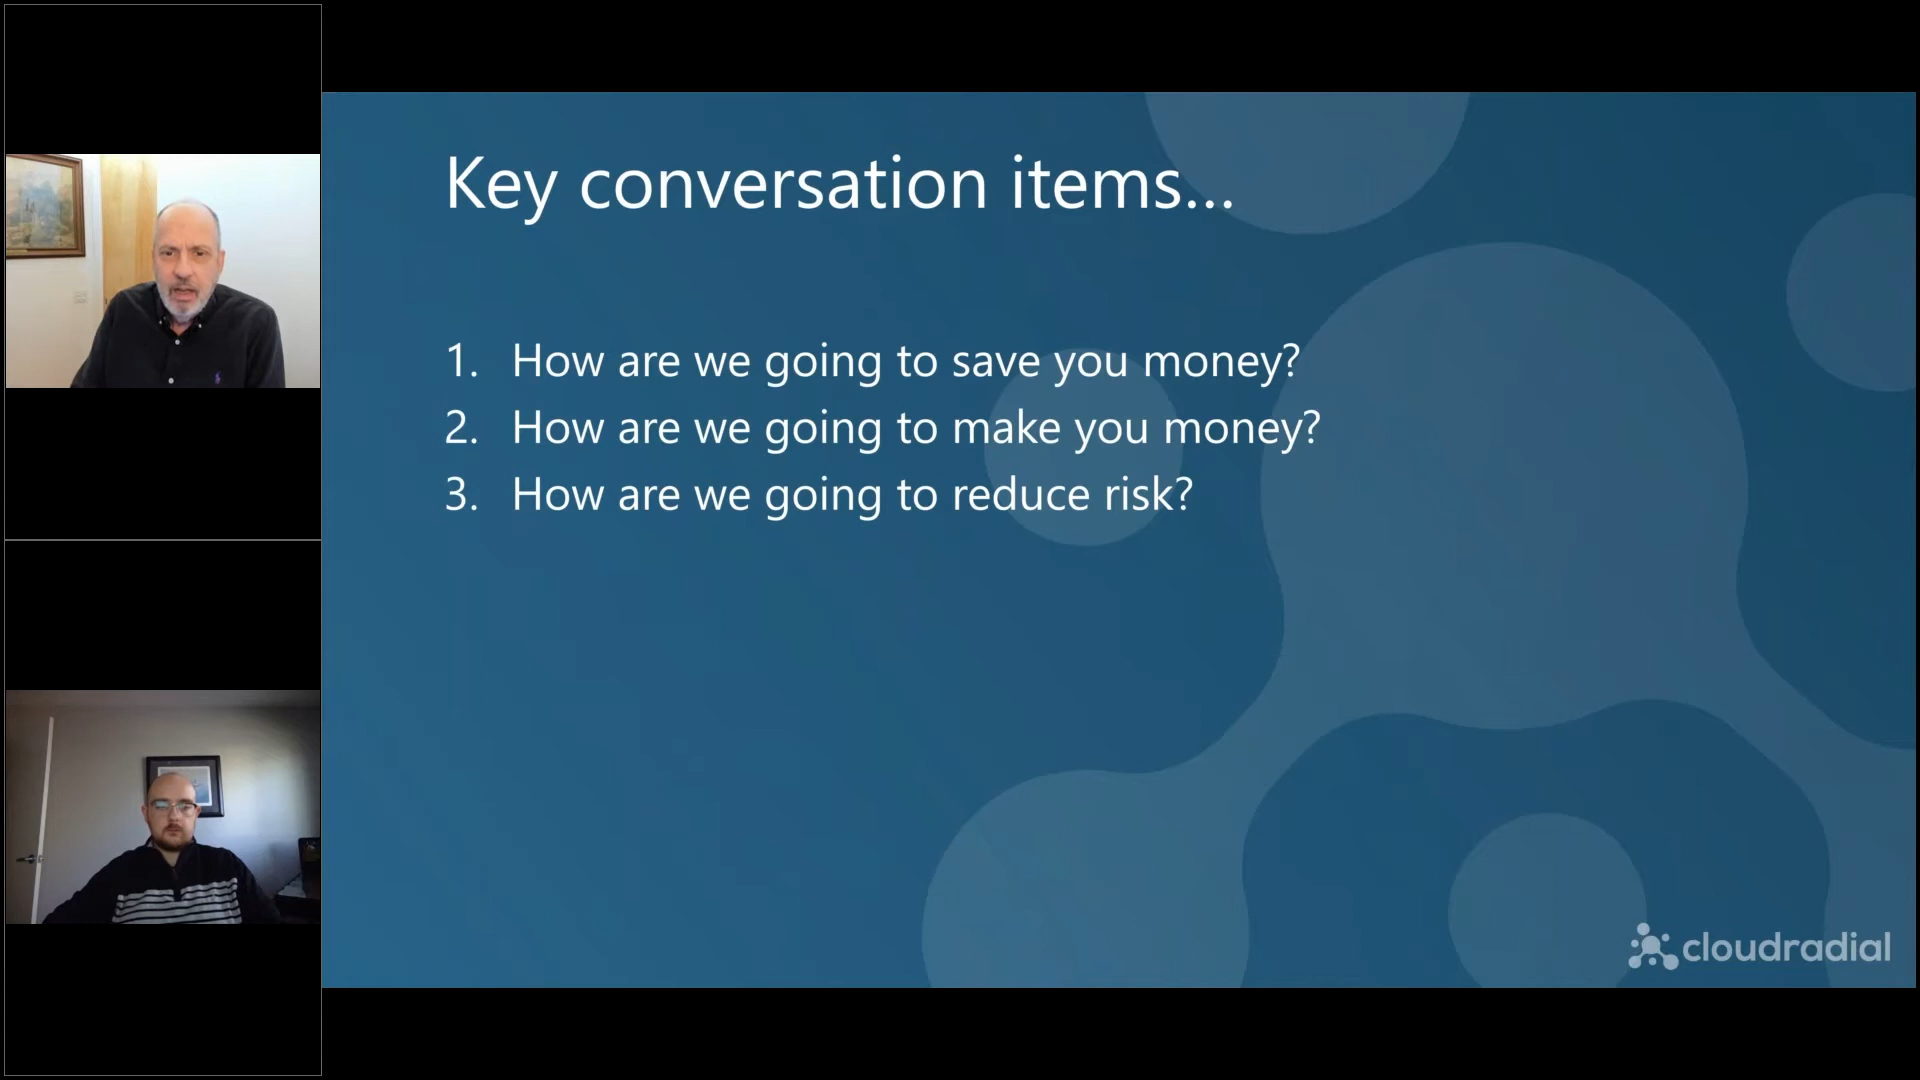 Key conversation items...
1. How are we going to save you money?
2. How are we going to make you money?
3. How are we going to reduce risk?
cloudradial